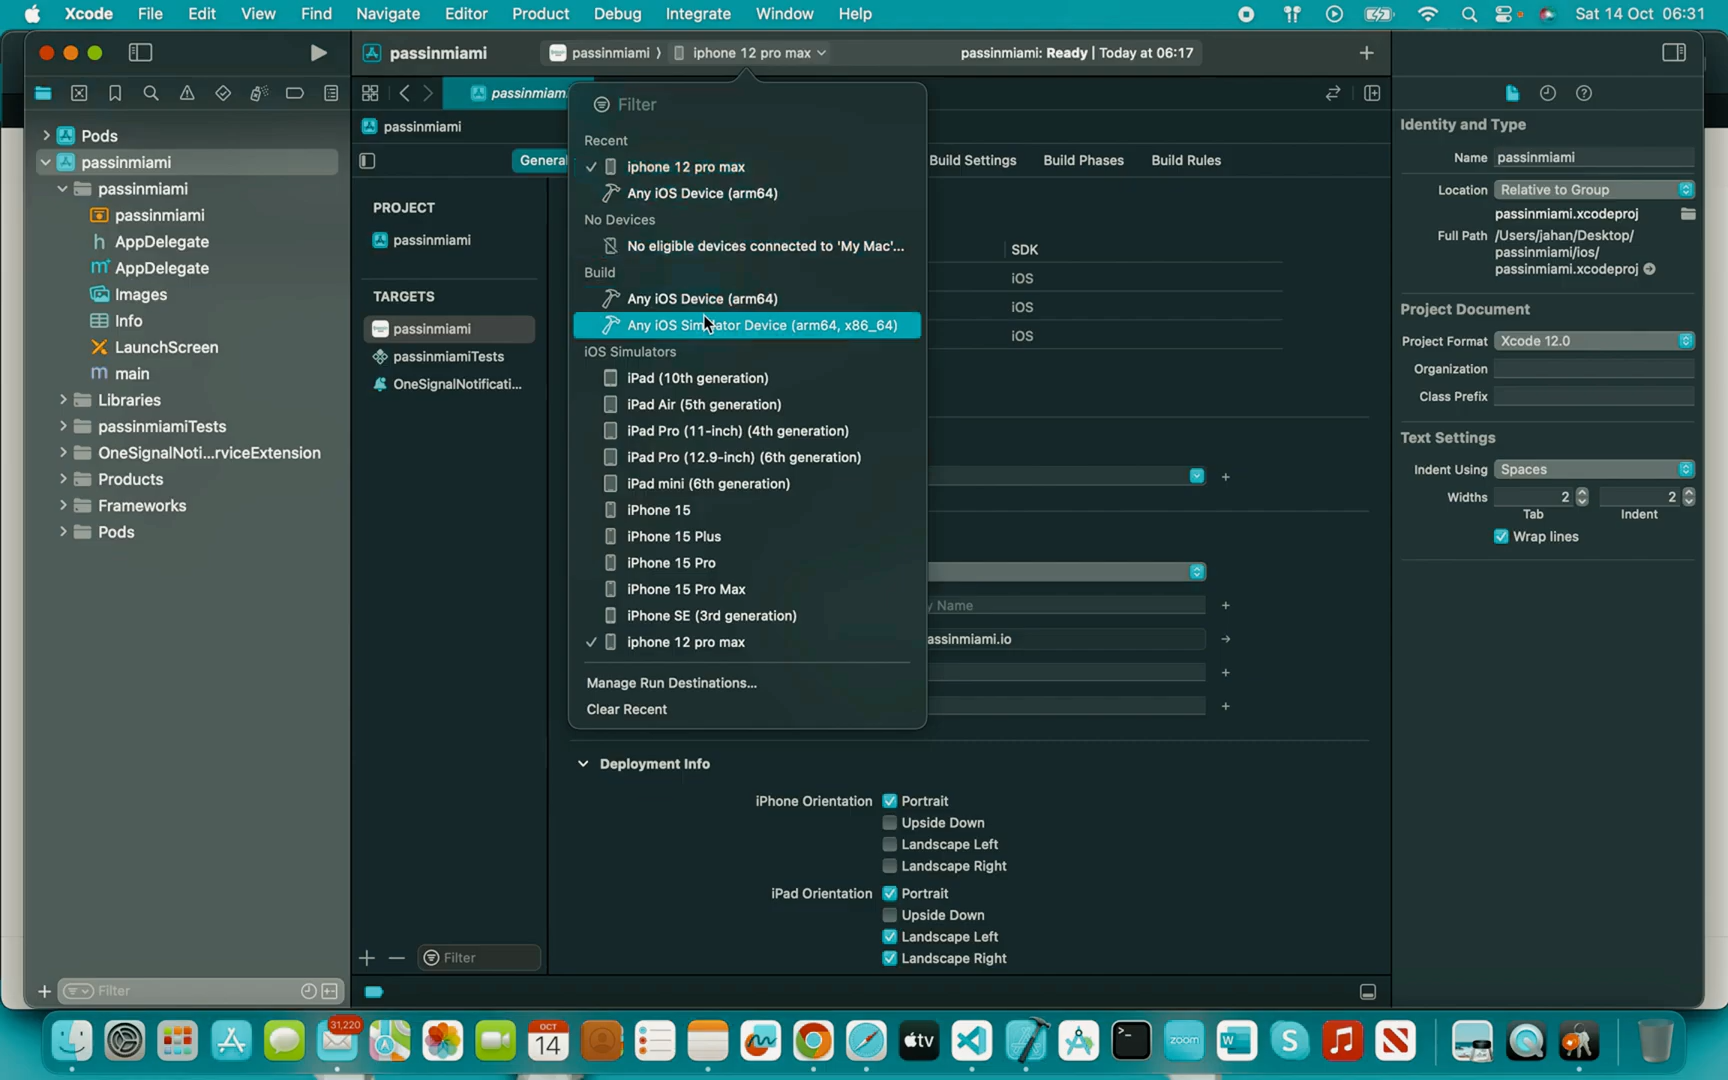 Xcode File Edit View Find Navigate Editor Product Debug Integrate Window Help Sat 14 Oct 06:31
passinmiami
passinmiami ⟩ iphone 12 pro max
passinmiami: Ready | Today at 06:17
passinmiam
passinmiami
Pods
passinmiami
passinmiami
passinmiami
AppDelegate
AppDelegate
Images
Info
LaunchScreen
main
Libraries
passinmiamiTests
OneSignalNoti...rviceExtension
Products
Frameworks
Pods
Filter
General
Build Settings
Build Phases
Build Rules
PROJECT
passinmiami
TARGETS
passinmiami
passinmiamiTests
OneSignalNotificati...
Filter
Filter
Recent
iphone 12 pro max
Any iOS Device (arm64)
No Devices
No eligible devices connected to 'My Mac'...
Build
Any iOS Device (arm64)
Any iOS Simulator Device (arm64, x86_64)
iOS Simulators
iPad (10th generation)
iPad Air (5th generation)
iPad Pro (11-inch) (4th generation)
iPad Pro (12.9-inch) (6th generation)
iPad mini (6th generation)
iPhone 15
iPhone 15 Plus
iPhone 15 Pro
iPhone 15 Pro Max
iPhone SE (3rd generation)
iphone 12 pro max
Manage Run Destinations...
Clear Recent
SDK
iOS
iOS
iOS
y Name
assinmiami.io
Deployment Info
iPhone Orientation Portrait
Upside Down
Landscape Left
Landscape Right
iPad Orientation Portrait
Upside Down
Landscape Left
Landscape Right
Identity and Type
Name passinmiami
Location Relative to Group
passinmiami.xcodeproj
Full Path /Users/jahan/Desktop/
passinmiami/ios/
passinmiami.xcodeproj
Project Document
Project Format Xcode 12.0
Organization
Class Prefix
Text Settings
Indent Using Spaces
Widths 2 2
Tab Indent
Wrap lines
31,220
OCT
14
tv
zoom
W
S